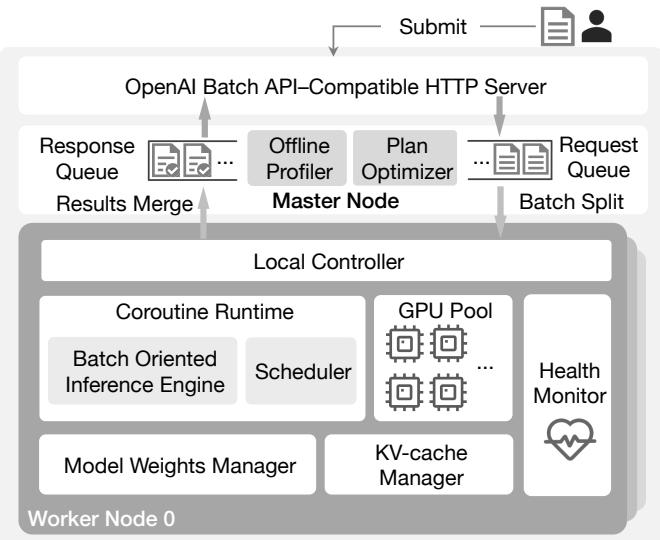 Submit
OpenAI Batch API–Compatible HTTP Server
Response
Queue
...
Offline
Profiler
Plan
Optimizer
...
Request
Queue
Results Merge
Master Node
Batch Split
Local Controller
Coroutine Runtime
Batch Oriented
Inference Engine
Scheduler
GPU Pool
...
Health
Monitor
Model Weights Manager
KV-cache
Manager
Worker Node 0